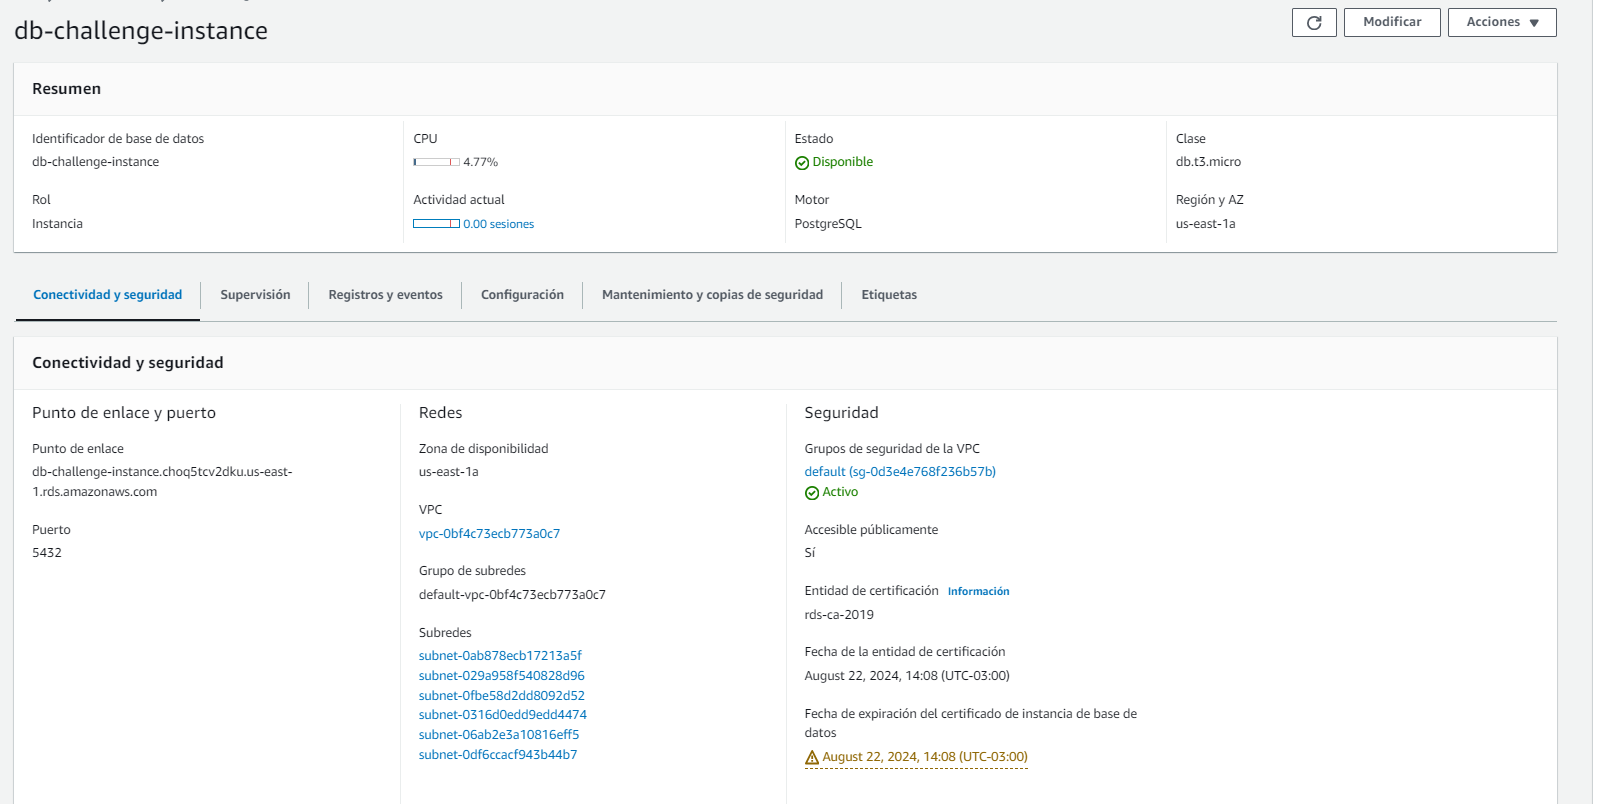 db-challenge-instance
Modificar
Acciones
Resumen
Identificador de base de datos
db-challenge-instance
CPU
4.77%
Estado
Disponible
Clase
db.t3.micro
Rol
Instancia
Actividad actual
0.00 sesiones
Motor
PostgreSQL
Región y AZ
us-east-1a
Conectividad y seguridad
Supervisión
Registros y eventos
Configuración
Mantenimiento y copias de seguridad
Etiquetas
Conectividad y seguridad
Punto de enlace y puerto
Punto de enlace
db-challenge-instance.choq5tcv2dku.us-east-
1.rds.amazonaws.com
Puerto
5432
Redes
Zona de disponibilidad
us-east-1a
VPC
vpc-0bf4c73ecb773a0c7
Grupo de subredes
default-vpc-0bf4c73ecb773a0c7
Subredes
subnet-0ab878ecb17213a5f
subnet-029a958f540828d96
subnet-0fbe58d2dd8092d52
subnet-0316d0edd9edd4474
subnet-06ab2e3a10816eff5
subnet-0df6ccacf943b44b7
Seguridad
Grupos de seguridad de la VPC
default (sg-0d3e4e768f236b57b)
Activo
Accesible públicamente
Sí
Entidad de certificación Información
rds-ca-2019
Fecha de la entidad de certificación
August 22, 2024, 14:08 (UTC-03:00)
Fecha de expiración del certificado de instancia de base de
datos
August 22, 2024, 14:08 (UTC-03:00)